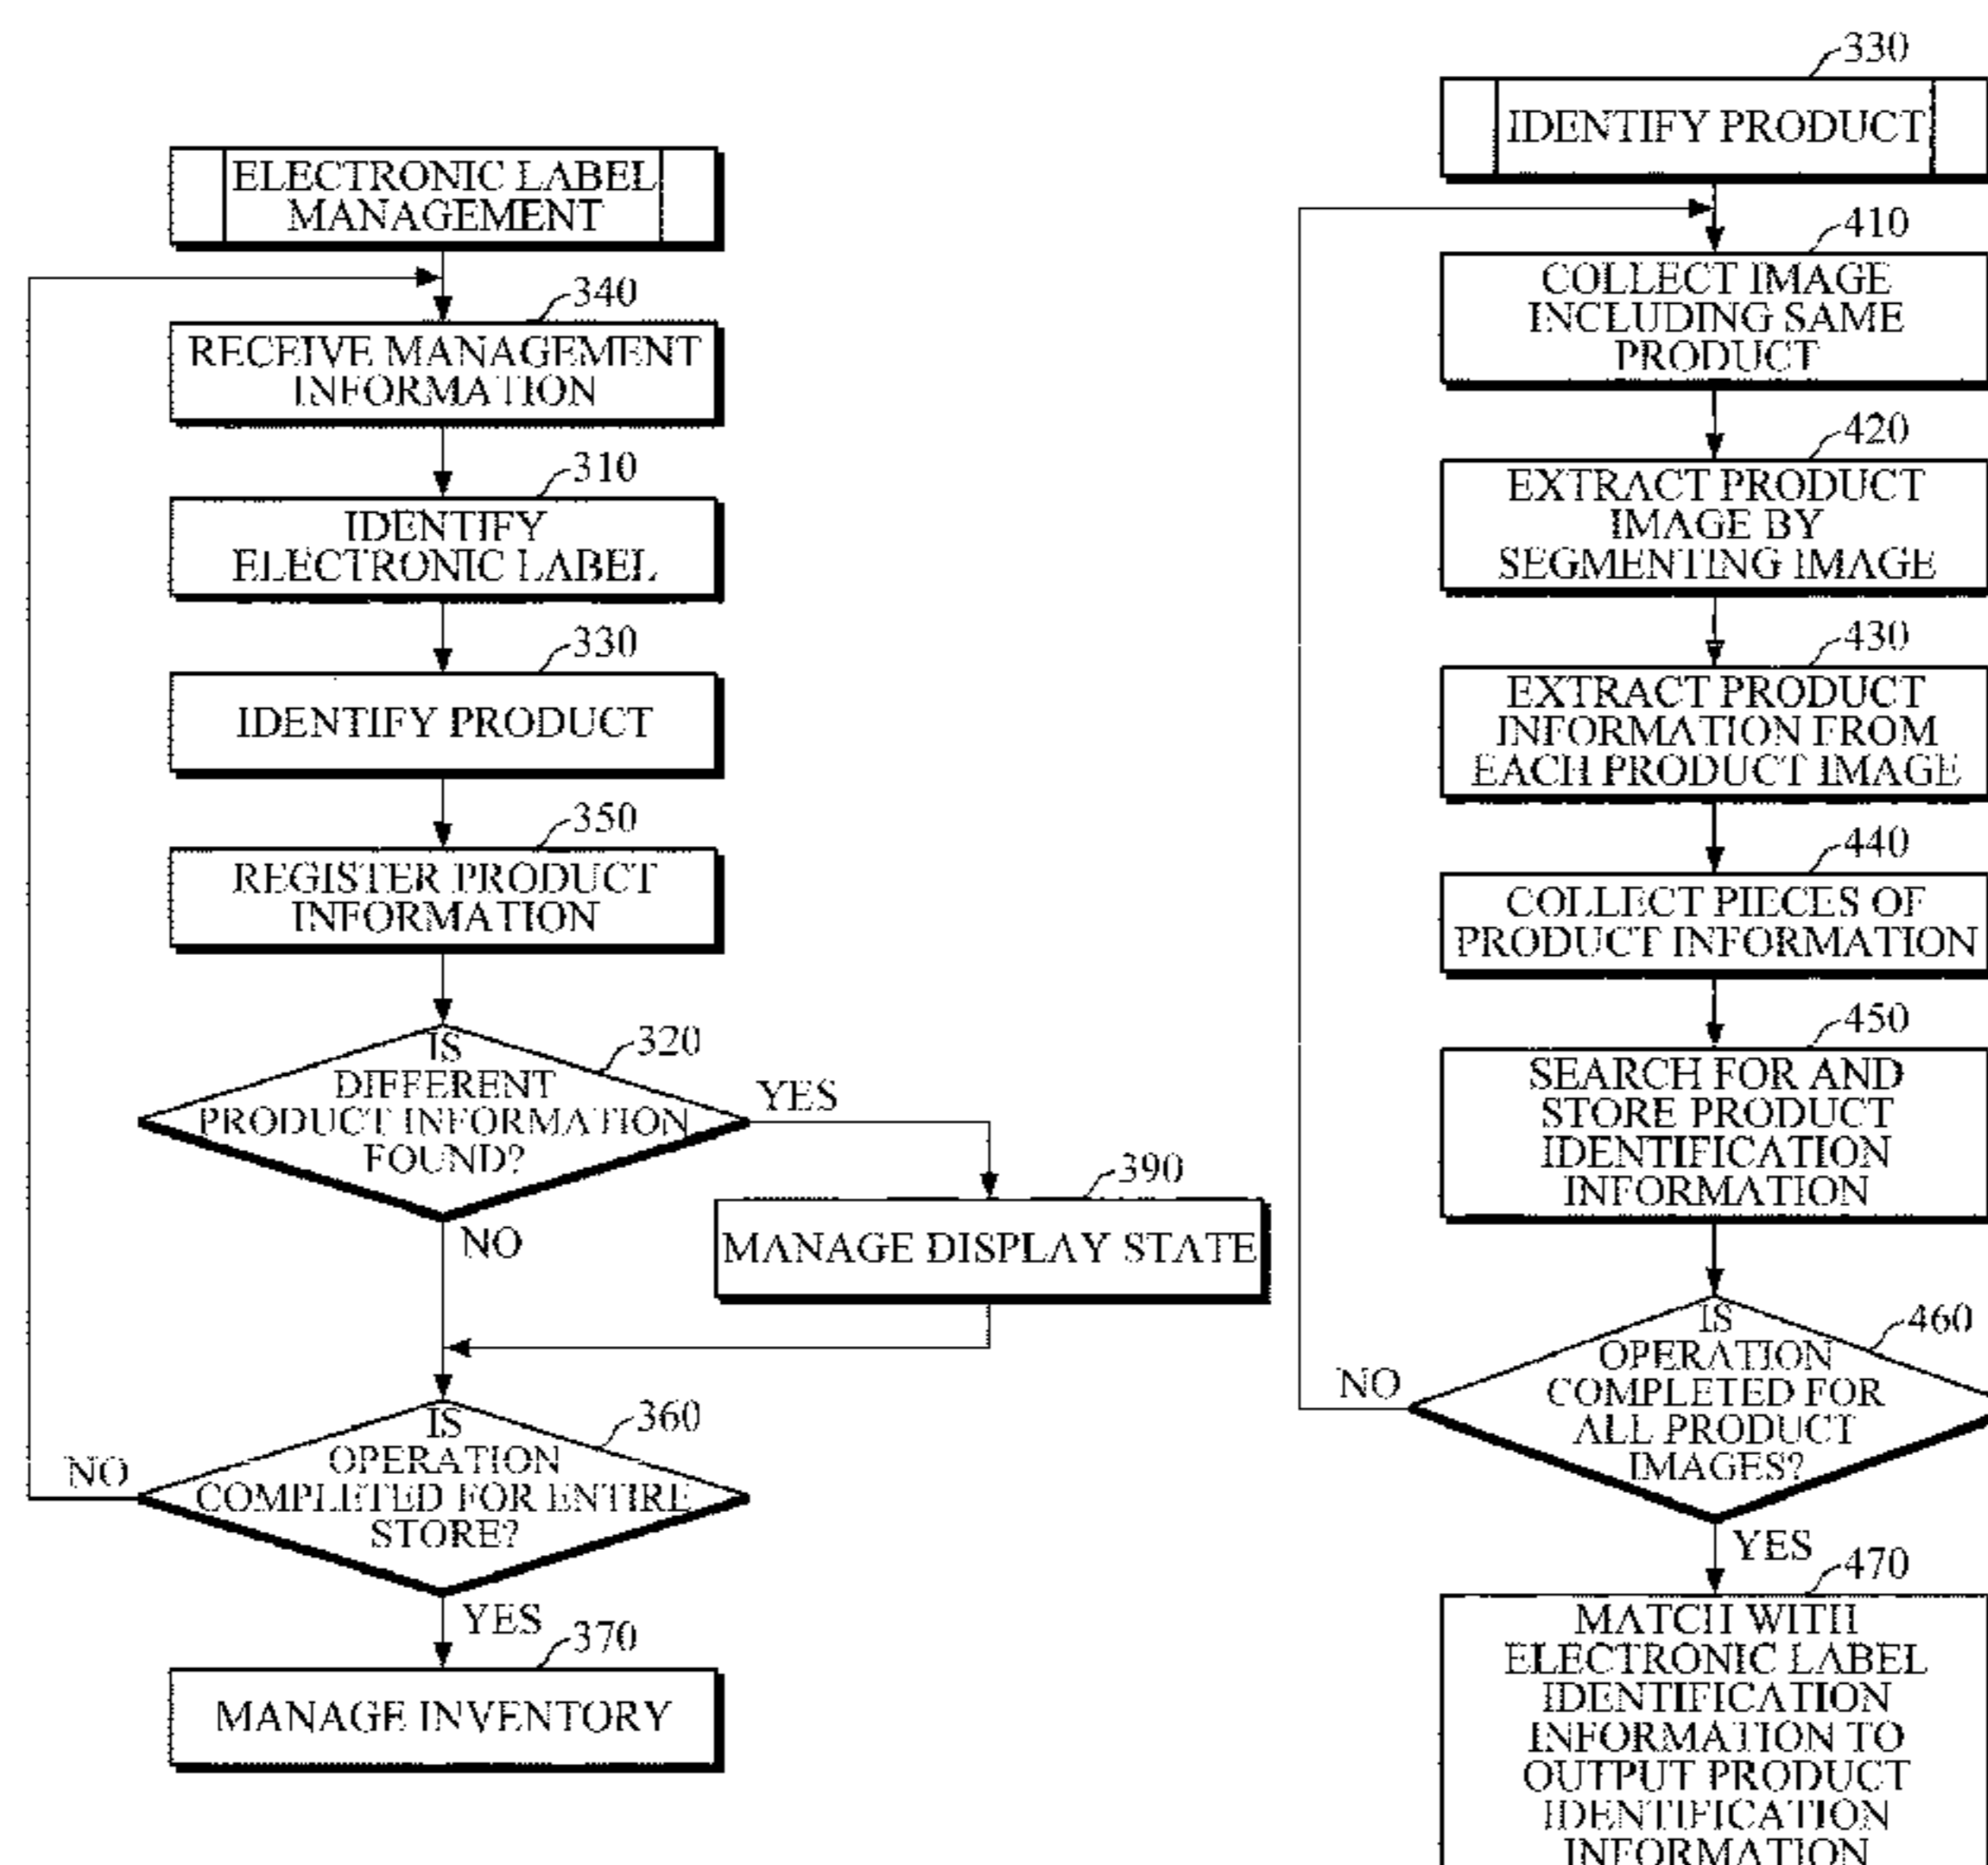 ELECTRONIC LABEL
MANAGEMENT
340
RECEIVE MANAGEMENT
INFORMATION
310
IDENTIFY
ELECTRONIC LABEL
330
IDENTIFY PRODUCT
350
REGISTER PRODUCT
INFORMATION
320
IS
DIFFERENT
PRODUCT INFORMATION
FOUND?
YES
NO
390
MANAGE DISPLAY STATE
360
IS
OPERATION
COMPLETED FOR ENTIRE
STORE?
NO
YES
370
MANAGE INVENTORY
330
IDENTIFY PRODUCT
410
COLLECT IMAGE
INCLUDING SAME
PRODUCT
420
EXTRACT PRODUCT
IMAGE BY
SEGMENTING IMAGE
430
EXTRACT PRODUCT
INFORMATION FROM
EACH PRODUCT IMAGE
440
COLLECT PIECES OF
PRODUCT INFORMATION
450
SEARCH FOR AND
STORE PRODUCT
IDENTIFICATION
INFORMATION
460
IS
OPERATION
COMPLETED FOR
ALL PRODUCT
IMAGES?
NO
YES
470
MATCH WITH
ELECTRONIC LABEL
IDENTIFICATION
INFORMATION TO
OUTPUT PRODUCT
IDENTIFICATION
INFORMATION